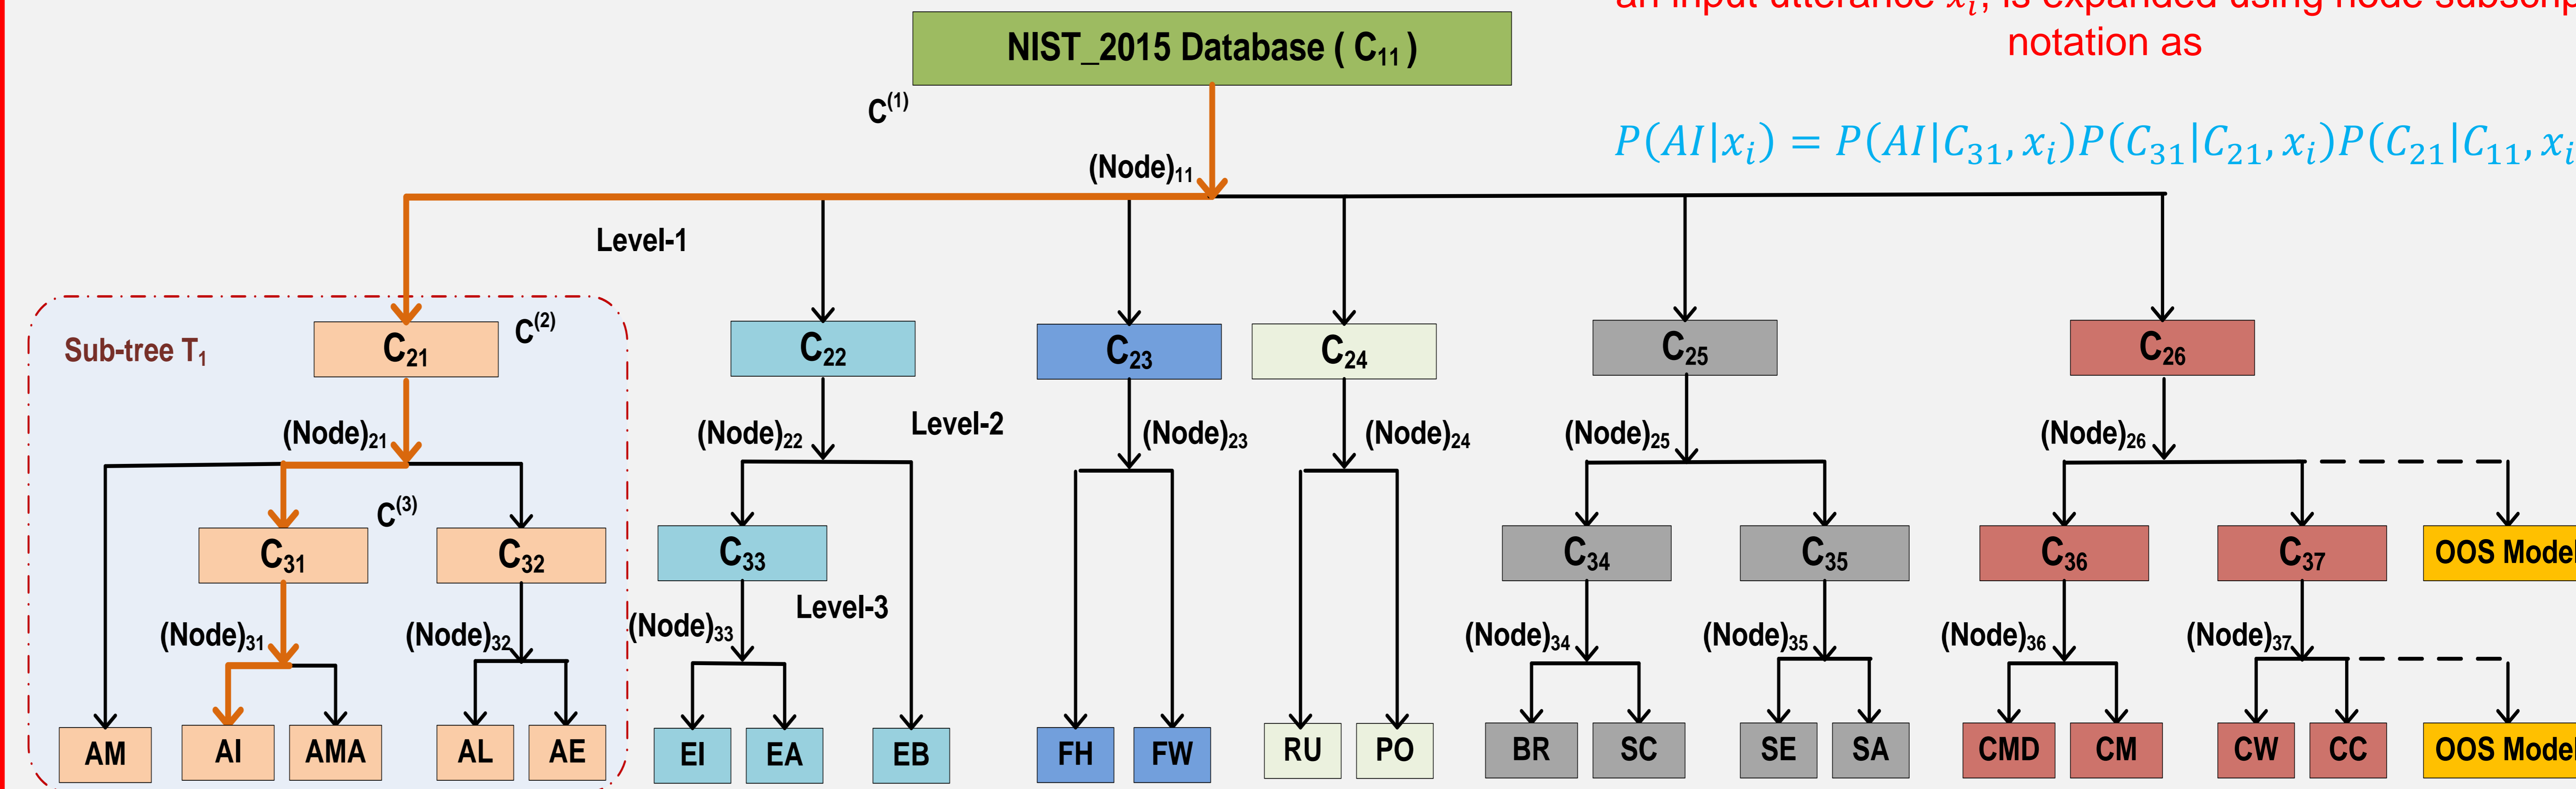 an input utterance xᵢ, is expanded using node subscrip
notation as
P(AI|xᵢ) = P(AI|C₃₁, xᵢ)P(C₃₁|C₂₁, xᵢ)P(C₂₁|C₁₁, xᵢ
NIST_2015 Database ( C₁₁ )
C⁽¹⁾
(Node)₁₁
Level-1
Sub-tree T₁
C₂₁
C⁽²⁾
C₂₂
C₂₃
C₂₄
C₂₅
C₂₆
(Node)₂₁
(Node)₂₂
Level-2
(Node)₂₃
(Node)₂₄
(Node)₂₅
(Node)₂₆
C⁽³⁾
C₃₁
C₃₂
C₃₃
C₃₄
C₃₅
C₃₆
C₃₇
OOS Model
Level-3
(Node)₃₁
(Node)₃₂
(Node)₃₃
(Node)₃₄
(Node)₃₅
(Node)₃₆
(Node)₃₇
AM
AI
AMA
AL
AE
EI
EA
EB
FH
FW
RU
PO
BR
SC
SE
SA
CMD
CM
CW
CC
OOS Model